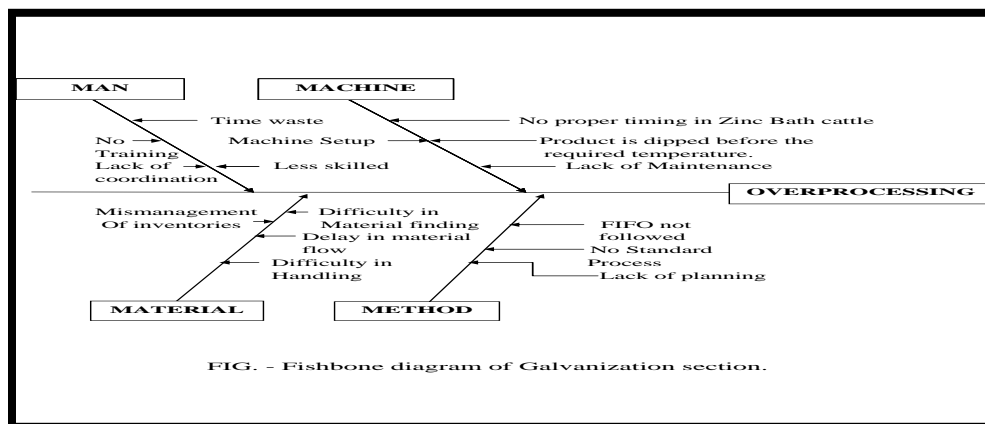 MAN
MACHINE
Time waste
No proper timing in Zinc Bath cattle
No
Training
Machine Setup
Product is dipped before the
required temperature.
Lack of
coordination
Less skilled
Lack of Maintenance
OVERPROCESSING
Mismanagement
Of inventories
Difficulty in
Material finding
FIFO not
followed
Delay in material
flow
No Standard
Process
Difficulty in
Handling
Lack of planning
MATERIAL
METHOD
FIG. - Fishbone diagram of Galvanization section.